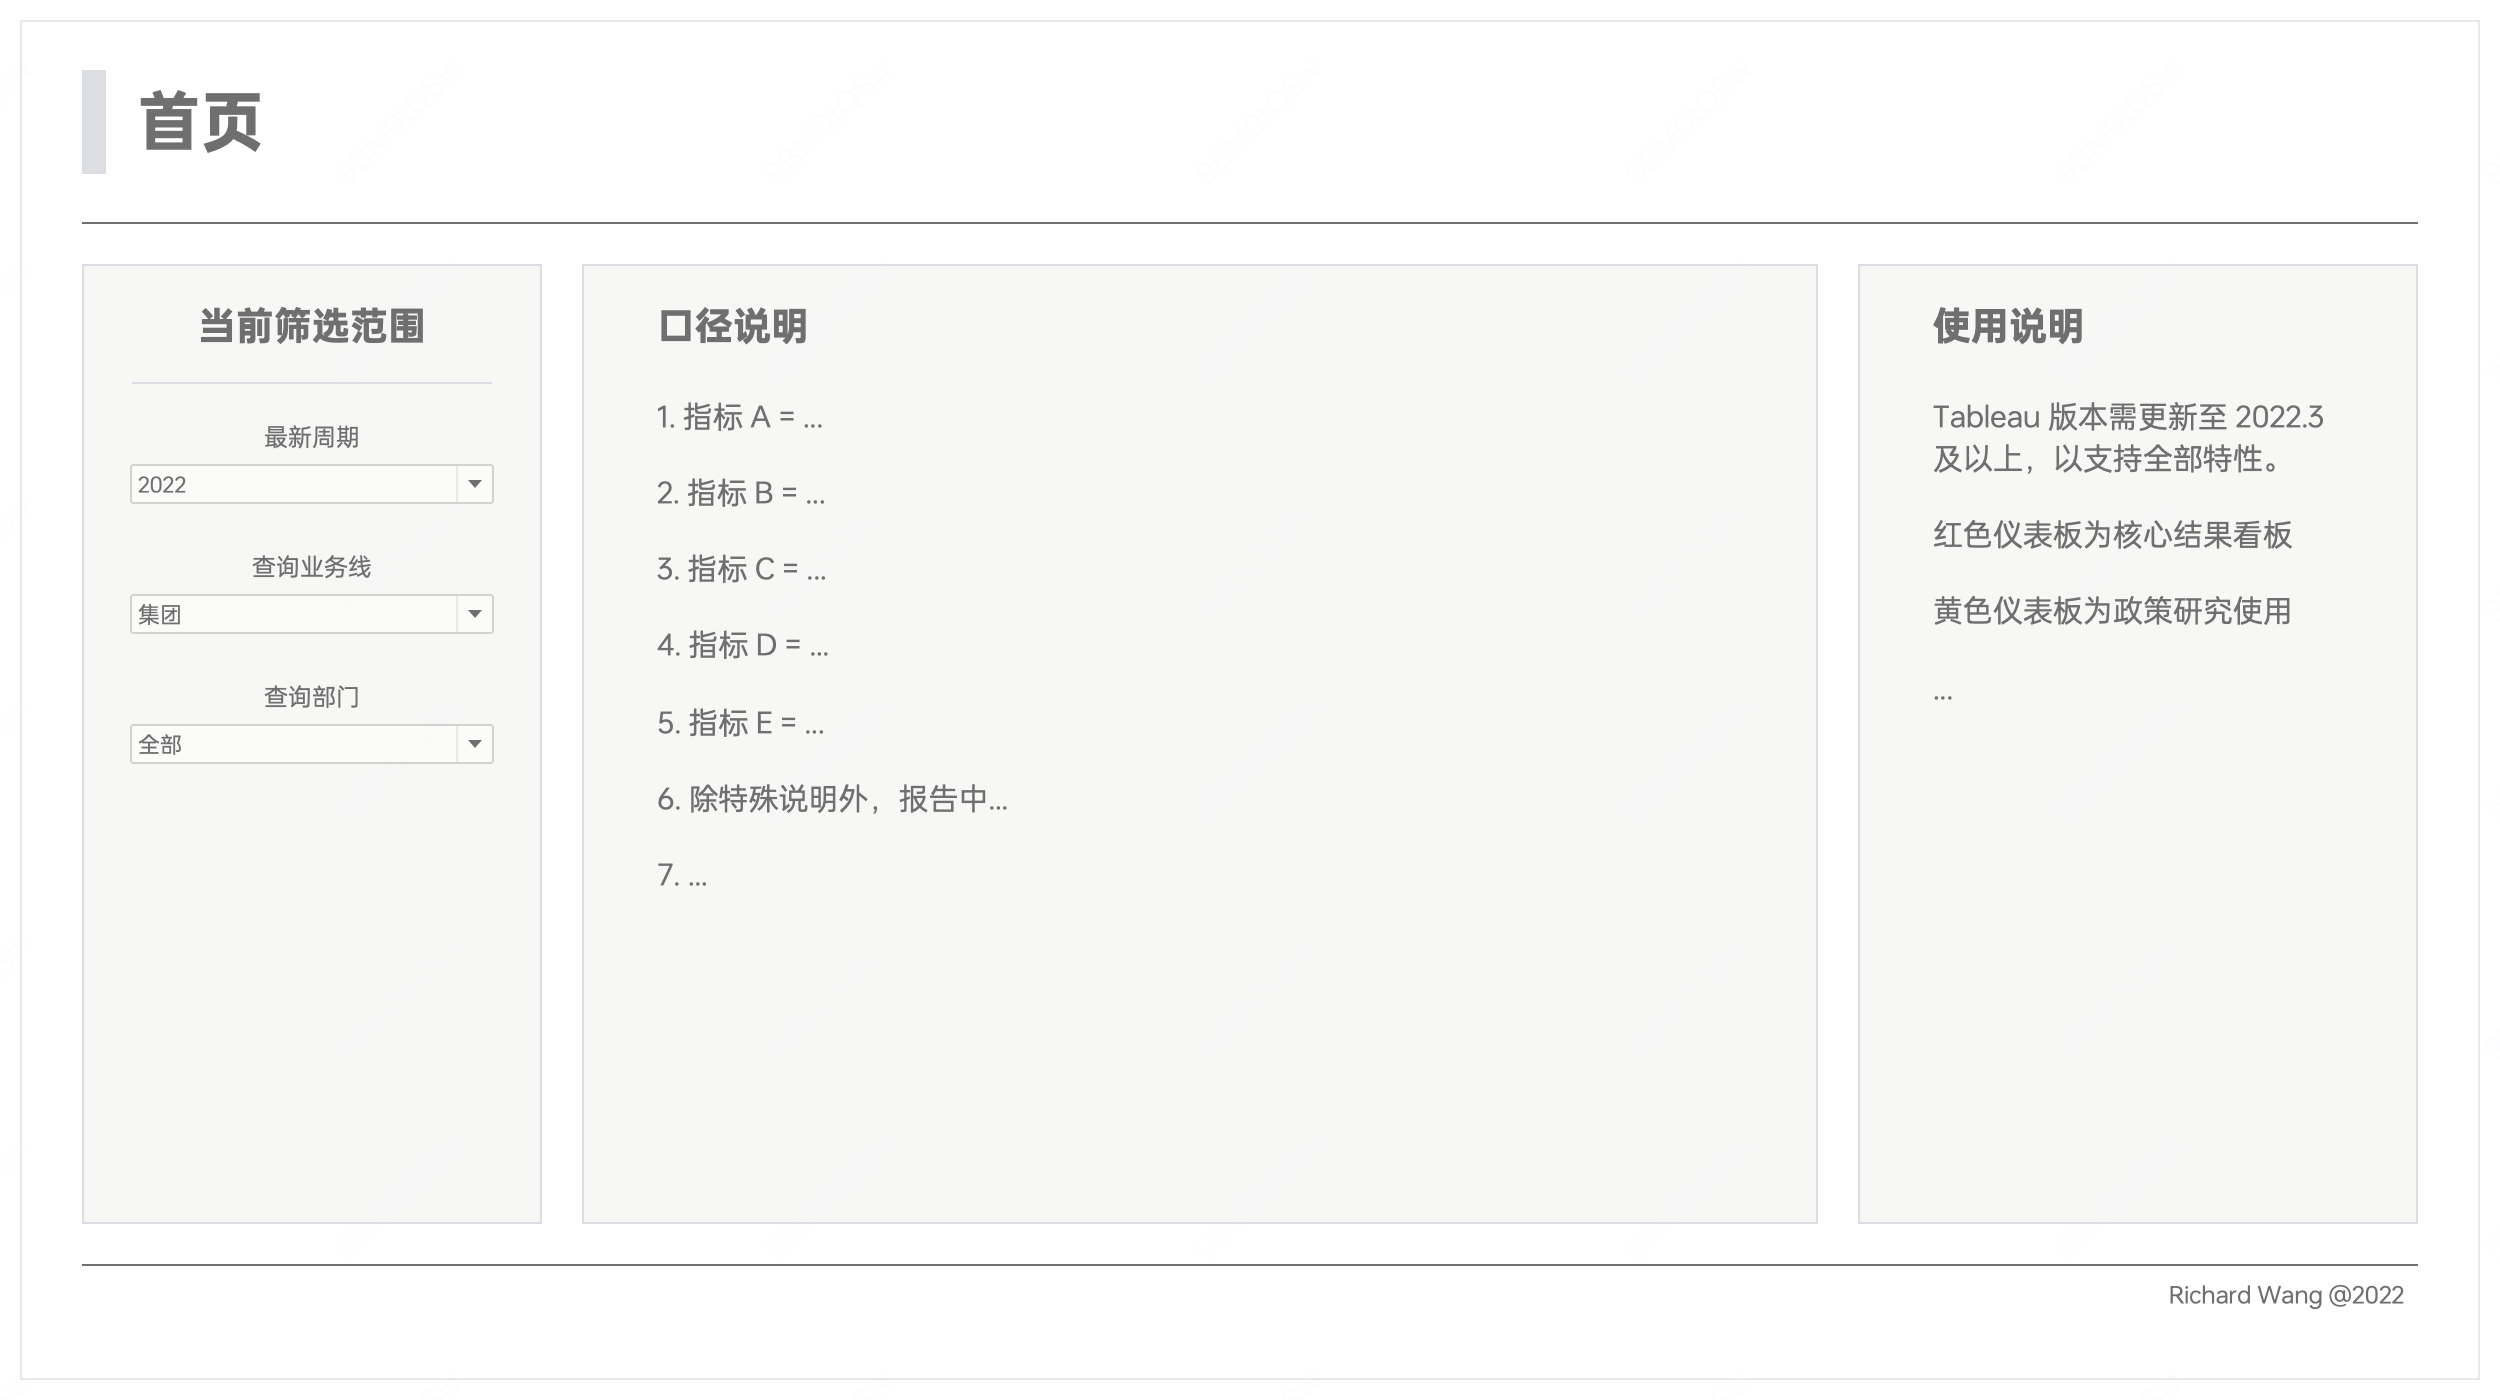 首页
当前筛选范围
最新周期
2022
查询业务线
集团
查询部门
全部
口径说明
1. 指标 A = ...
2. 指标 B = ...
3. 指标 C = ...
4. 指标 D = ...
5. 指标 E = ...
6. 除特殊说明外，报告中...
7. ...
使用说明
Tableau 版本需更新至 2022.3
及以上，以支持全部特性。
红色仪表板为核心结果看板
黄色仪表板为政策研究使用
...
Richard Wang @2022